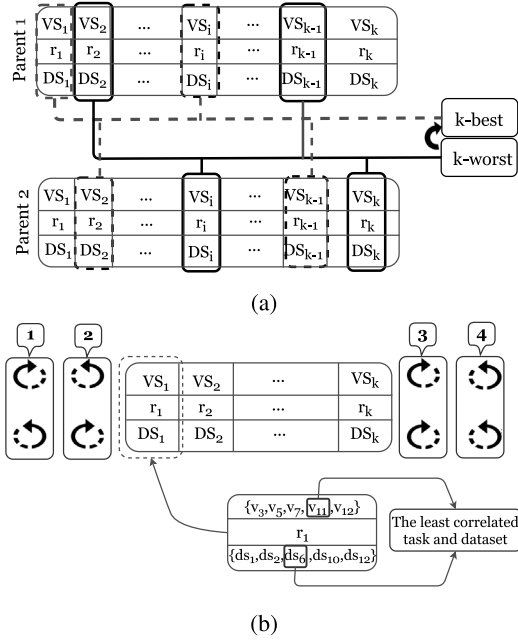 Parent 1
VS1 VS2 ... VSi ... VSk-1 VSk
r1 r2 ... ri ... rk-1 rk
DS1 DS2 ... DSi ... DSk-1 DSk
k-best
k-worst
Parent 2
VS1 VS2 ... VSi ... VSk-1 VSk
r1 r2 ... ri ... rk-1 rk
DS1 DS2 ... DSi ... DSk-1 DSk
(a)
1 2 3 4
VS1 VS2 ... VSk
r1 r2 ... rk
DS1 DS2 ... DSk
{v3,v5,v7,v11,v12}
r1
{ds1,ds2,ds6,ds10,ds12}
The least correlated
task and dataset
(b)